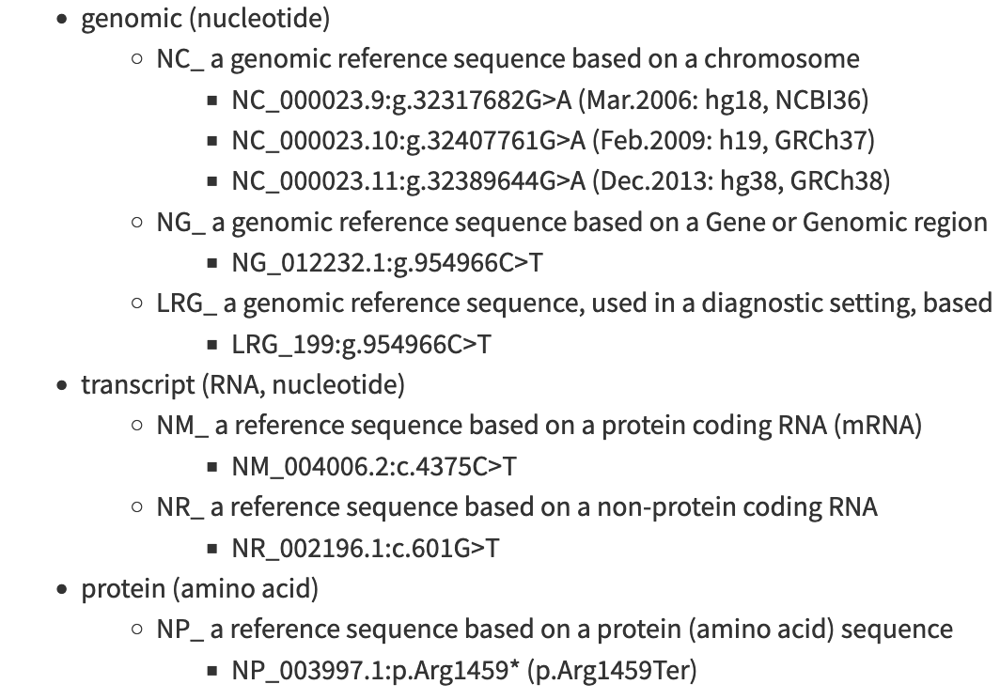 • genomic (nucleotide)
○ NC_ a genomic reference sequence based on a chromosome
▪ NC_000023.9:g.32317682G>A (Mar.2006: hg18, NCBI36)
▪ NC_000023.10:g.32407761G>A (Feb.2009: h19, GRCh37)
▪ NC_000023.11:g.32389644G>A (Dec.2013: hg38, GRCh38)
○ NG_ a genomic reference sequence based on a Gene or Genomic region
▪ NG_012232.1:g.954966C>T
○ LRG_ a genomic reference sequence, used in a diagnostic setting, based
▪ LRG_199:g.954966C>T
• transcript (RNA, nucleotide)
○ NM_ a reference sequence based on a protein coding RNA (mRNA)
▪ NM_004006.2:c.4375C>T
○ NR_ a reference sequence based on a non-protein coding RNA
▪ NR_002196.1:c.601G>T
• protein (amino acid)
○ NP_ a reference sequence based on a protein (amino acid) sequence
▪ NP_003997.1:p.Arg1459* (p.Arg1459Ter)